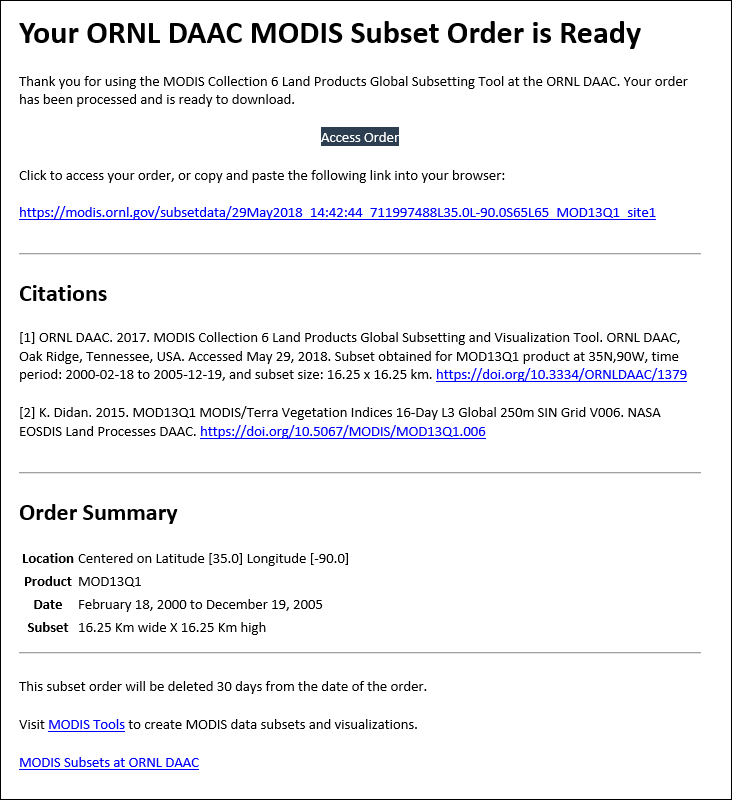 Your ORNL DAAC MODIS Subset Order is Ready
Thank you for using the MODIS Collection 6 Land Products Global Subsetting Tool at the ORNL DAAC. Your order
has been processed and is ready to download.
Access Order
Click to access your order, or copy and paste the following link into your browser:
https://modis.ornl.gov/subsetdata/29May2018_14:42:44_711997488L35.0L-90.0S65L65_MOD13Q1_site1
Citations
[1] ORNL DAAC. 2017. MODIS Collection 6 Land Products Global Subsetting and Visualization Tool. ORNL DAAC,
Oak Ridge, Tennessee, USA. Accessed May 29, 2018. Subset obtained for MOD13Q1 product at 35N,90W, time
period: 2000-02-18 to 2005-12-19, and subset size: 16.25 x 16.25 km. https://doi.org/10.3334/ORNLDAAC/1379
[2] K. Didan. 2015. MOD13Q1 MODIS/Terra Vegetation Indices 16-Day L3 Global 250m SIN Grid V006. NASA
EOSDIS Land Processes DAAC. https://doi.org/10.5067/MODIS/MOD13Q1.006
Order Summary
Location Centered on Latitude [35.0] Longitude [-90.0]
Product MOD13Q1
Date February 18, 2000 to December 19, 2005
Subset 16.25 Km wide X 16.25 Km high
This subset order will be deleted 30 days from the date of the order.
Visit MODIS Tools to create MODIS data subsets and visualizations.
MODIS Subsets at ORNL DAAC